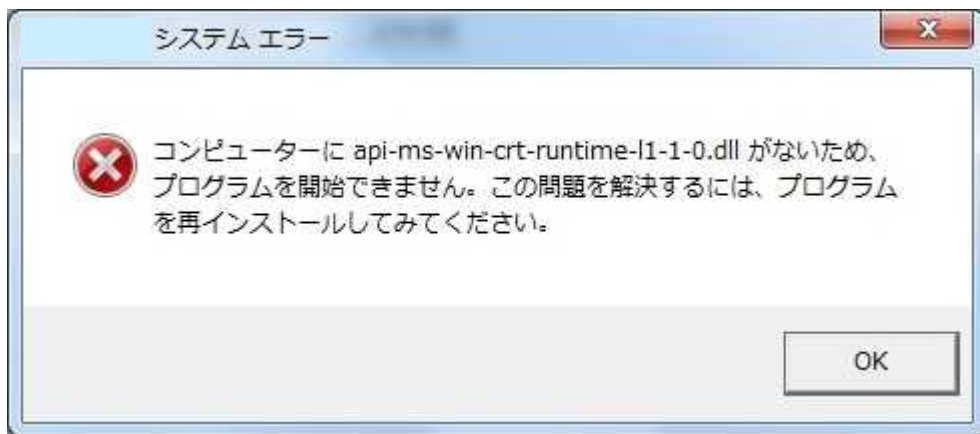 システム エラー
コンピューターに api-ms-win-crt-runtime-l1-1-0.dll がないため、
プログラムを開始できません。この問題を解決するには、プログラム
を再インストールしてみてください。
OK